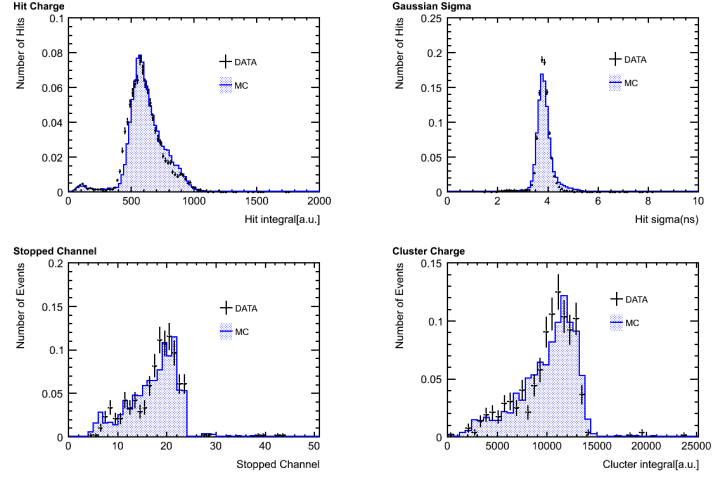 Hit Charge
Number of Hits
0.1
0.08
0.06
0.04
0.02
0
0 500 1000 1500 2000
Hit integral[a.u.]
DATA
MC
Gaussian Sigma
Number of Hits
0.25
0.2
0.15
0.1
0.05
0
0 2 4 6 8 10
Hit sigma(ns)
DATA
MC
Stopped Channel
Number of Events
0.2
0.15
0.1
0.05
0
0 10 20 30 40 50
Stopped Channel
DATA
MC
Cluster Charge
Number of Events
0.15
0.1
0.05
0
0 5000 10000 15000 20000 25000
Clucter integral[a.u.]
DATA
MC